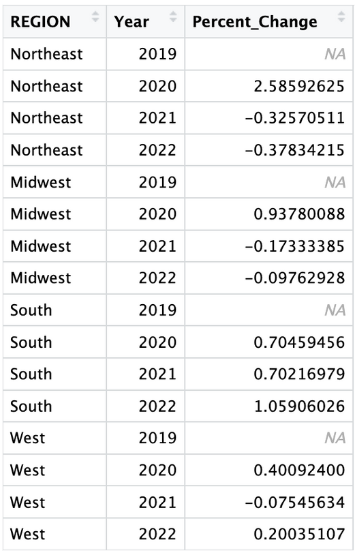 REGION Year Percent_Change
Northeast 2019 NA
Northeast 2020 2.58592625
Northeast 2021 -0.32570511
Northeast 2022 -0.37834215
Midwest 2019 NA
Midwest 2020 0.93780088
Midwest 2021 -0.17333385
Midwest 2022 -0.09762928
South 2019 NA
South 2020 0.70459456
South 2021 0.70216979
South 2022 1.05906026
West 2019 NA
West 2020 0.40092400
West 2021 -0.07545634
West 2022 0.20035107